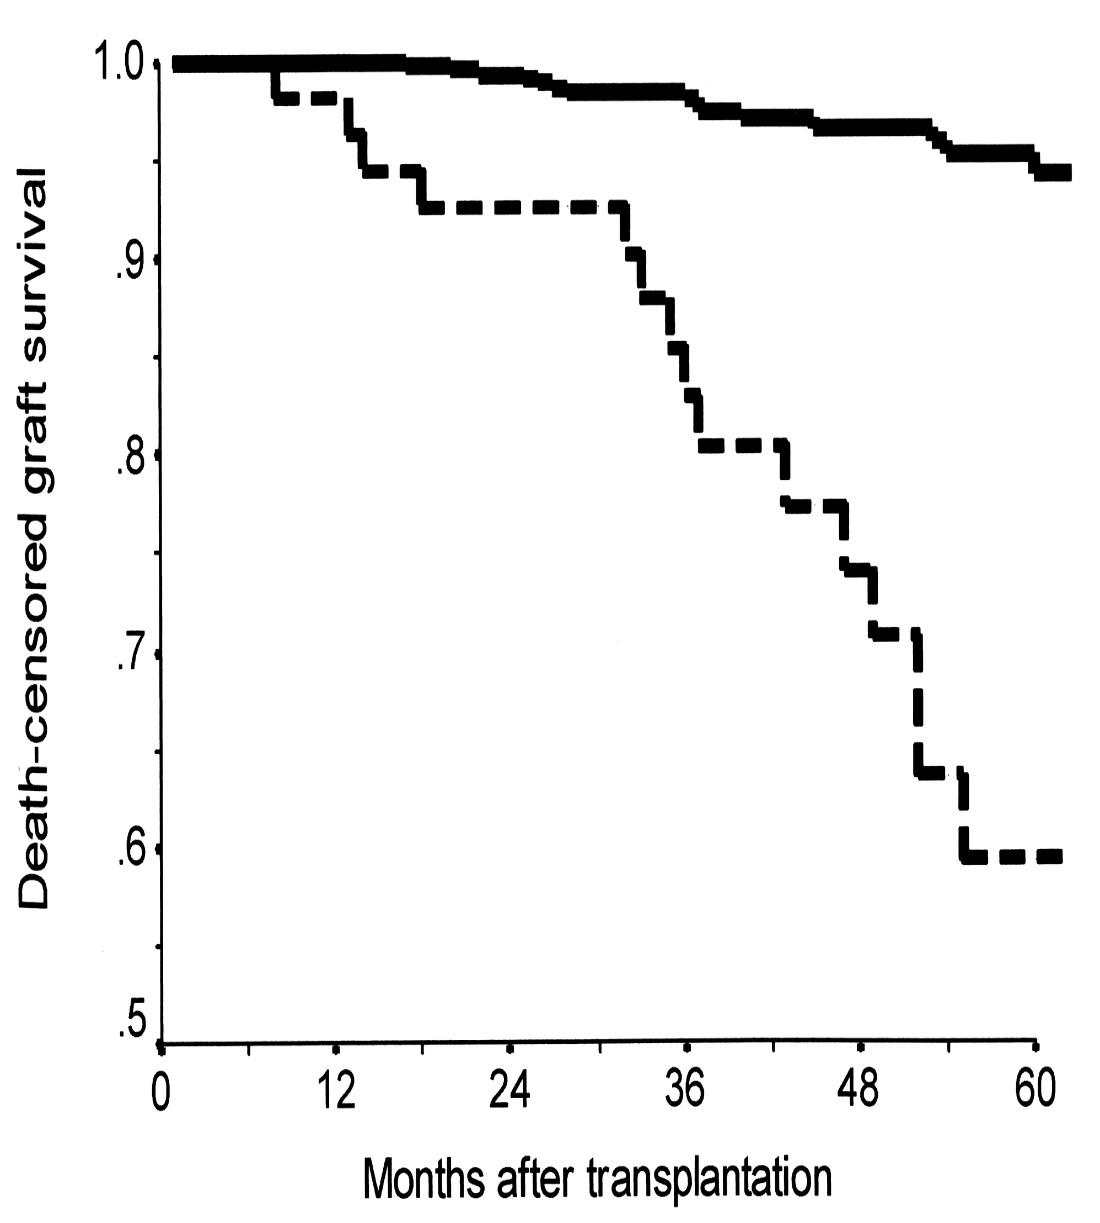 Death-censored graft survival
1.0
.9
.8
.7
.6
.5
0 12 24 36 48 60
Months after transplantation